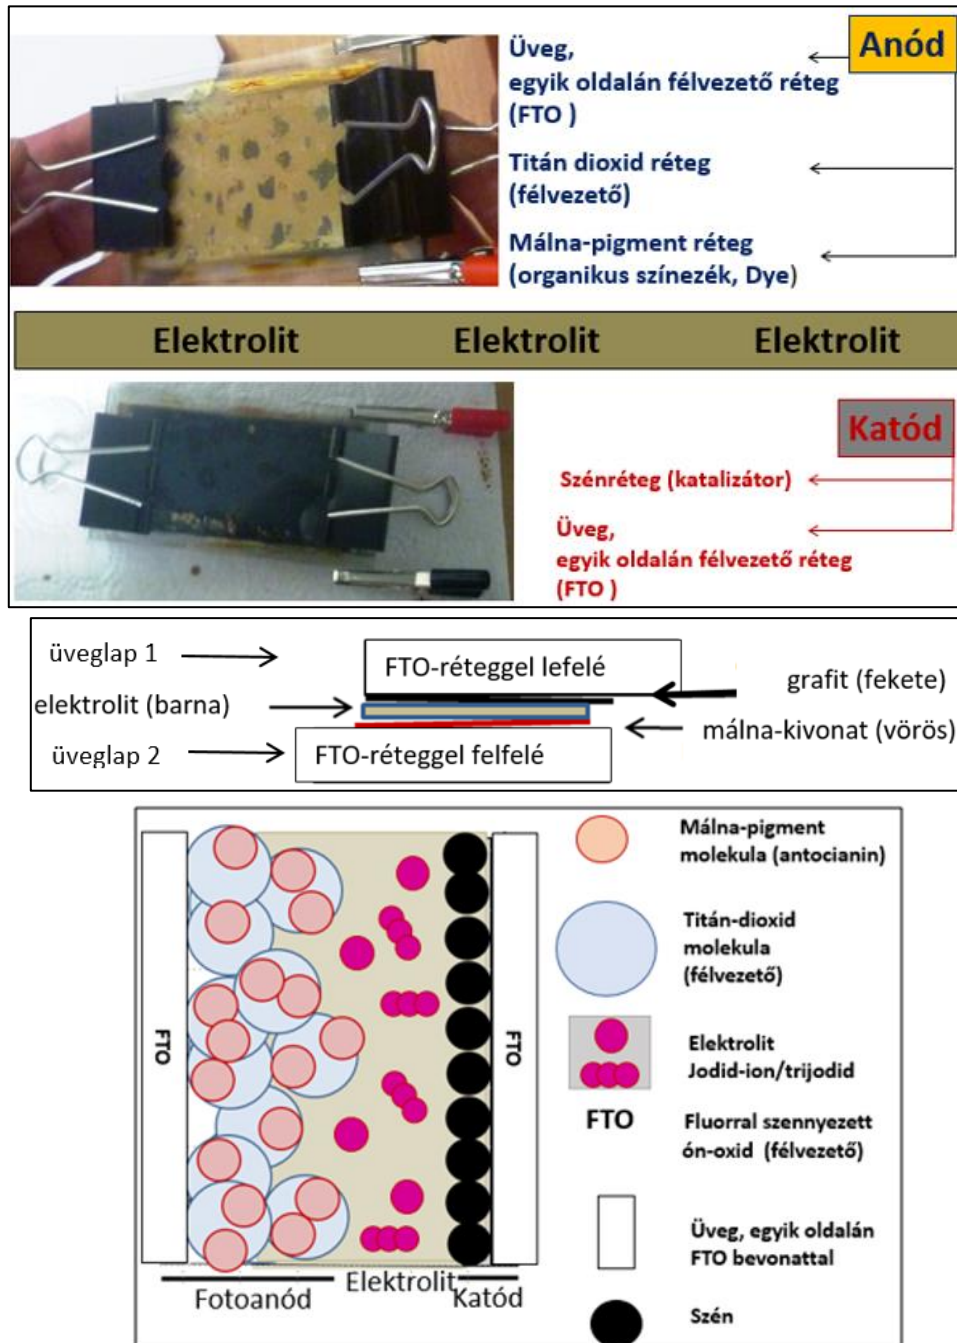 Anód
Üveg,
egyik oldalán félvezető réteg
(FTO )
Titán dioxid réteg
(félvezető)
Málna-pigment réteg
(organikus színezék, Dye)
Elektrolit Elektrolit Elektrolit
Katód
Szénréteg (katalizátor)
Üveg,
egyik oldalán félvezető réteg
(FTO )
üveglap 1
FTO-réteggel lefelé
grafit (fekete)
elektrolit (barna)
málna-kivonat (vörös)
üveglap 2
FTO-réteggel felfelé
FTO
FTO
Fotoanód
Elektrolit
Katód
Málna-pigment
molekula (antocianin)
Titán-dioxid
molekula
(félvezető)
Elektrolit
Jodid-ion/trijodid
FTO
Fluorral szennyezett
ón-oxid (félvezető)
Üveg, egyik oldalán
FTO bevonattal
Szén